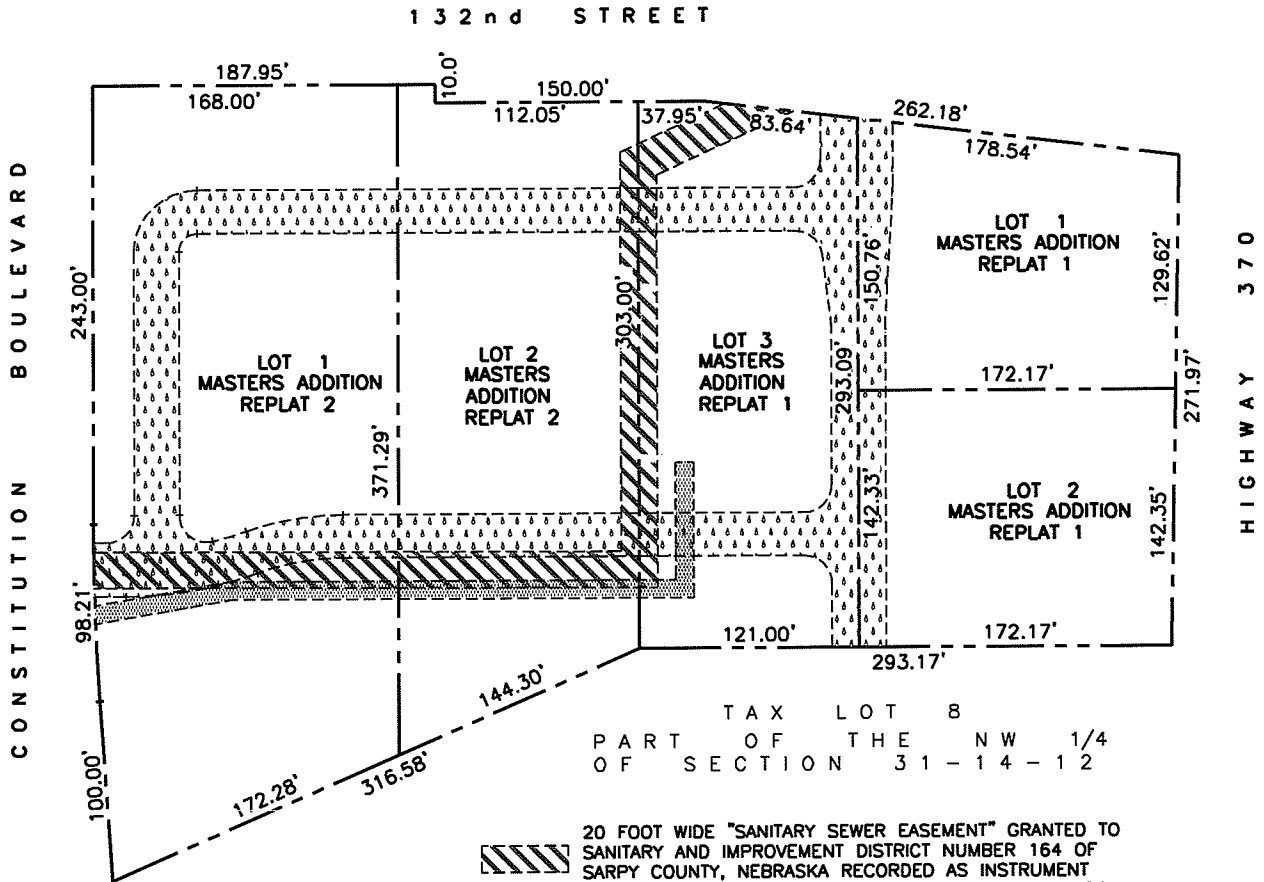 132nd STREET
187.95'
168.00'
10.0'
150.00'
112.05'
37.95'
83.64'
262.18'
178.54'
CONSTITUTION BOULEVARD
243.00'
LOT 1
MASTERS ADDITION
REPLAT 2
371.29'
LOT 2
MASTERS
ADDITION
REPLAT 2
303.00'
LOT 3
MASTERS
ADDITION
REPLAT 1
150.76
293.09'
142.33'
LOT 1
MASTERS ADDITION
REPLAT 1
129.62'
172.17'
271.97'
HIGHWAY 370
LOT 2
MASTERS ADDITION
REPLAT 1
142.35'
98.21'
121.00'
172.17'
293.17'
100.00'
172.28'
316.58'
144.30'
TAX LOT 8
PART OF THE NW 1/4
OF SECTION 31-14-12
20 FOOT WIDE "SANITARY SEWER EASEMENT" GRANTED TO
SANITARY AND IMPROVEMENT DISTRICT NUMBER 164 OF
SARPY COUNTY, NEBRASKA RECORDED AS INSTRUMENT